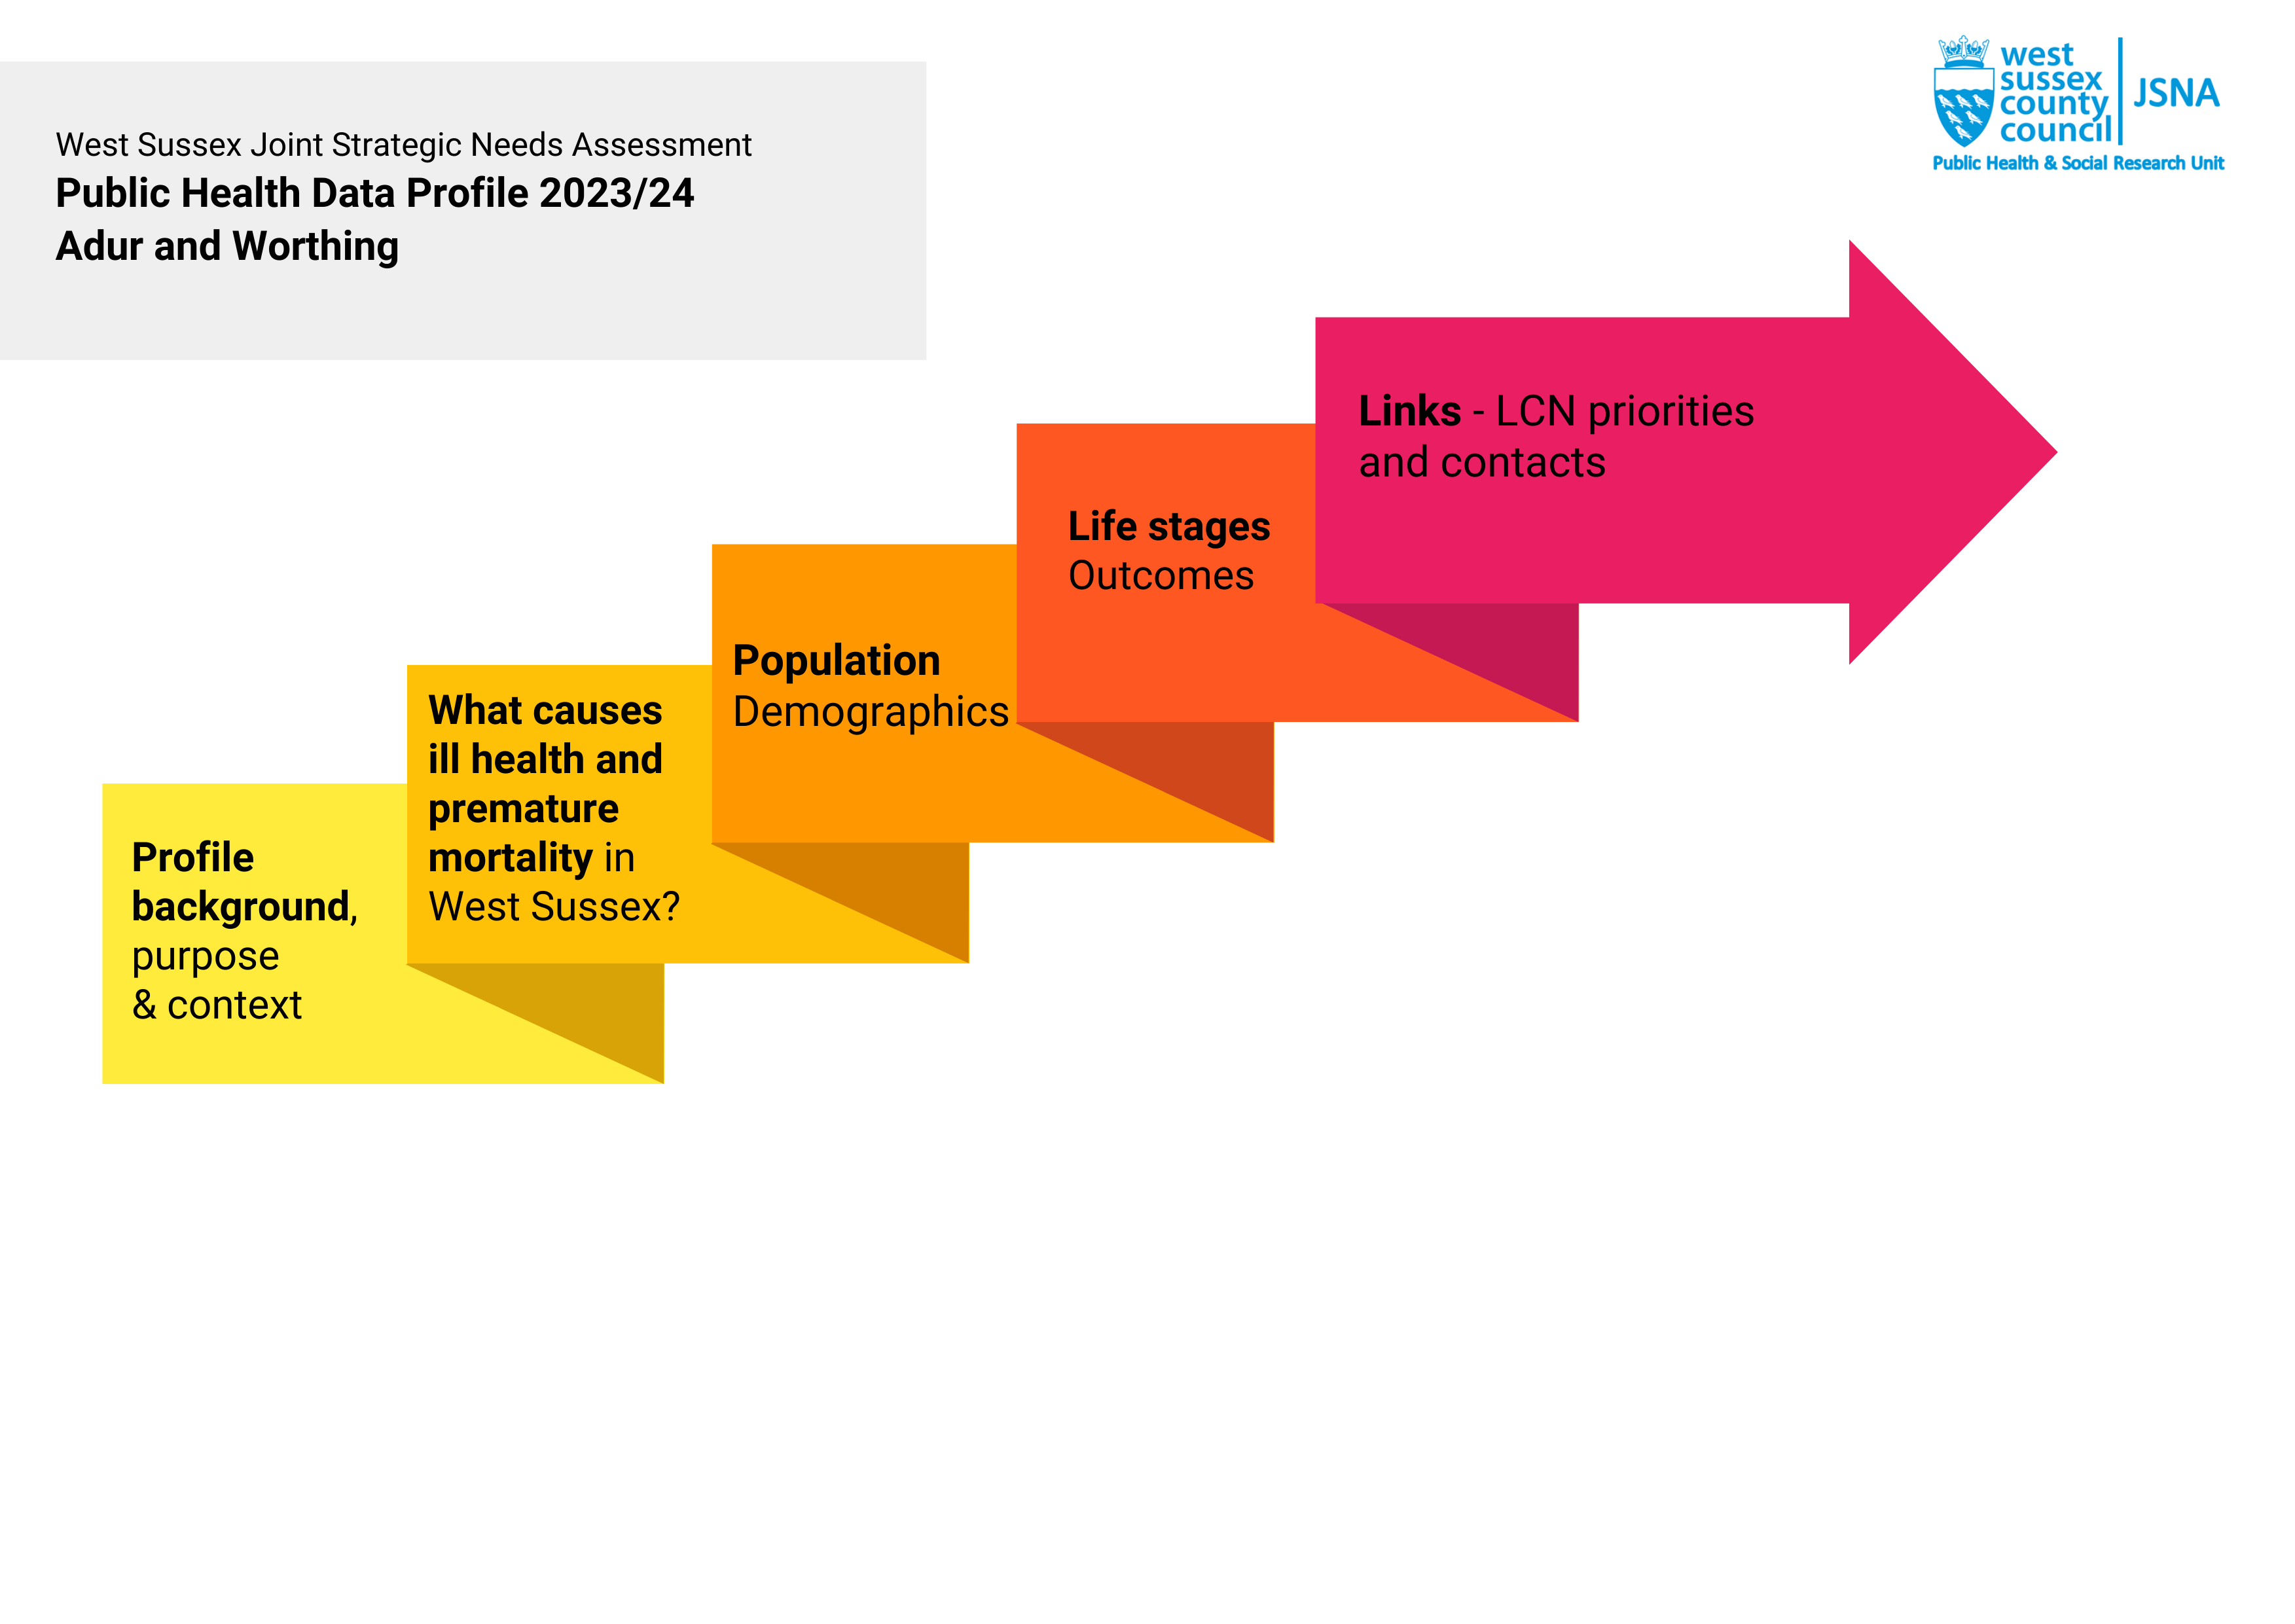 West Sussex Joint Strategic Needs Assessment
Public Health Data Profile 2023/24
Adur and Worthing
west
sussex
county
council
JSNA
Public Health & Social Research Unit
Profile
background,
purpose
& context
What causes
ill health and
premature
mortality in
West Sussex?
Population
Demographics
Life stages
Outcomes
Links - LCN priorities
and contacts